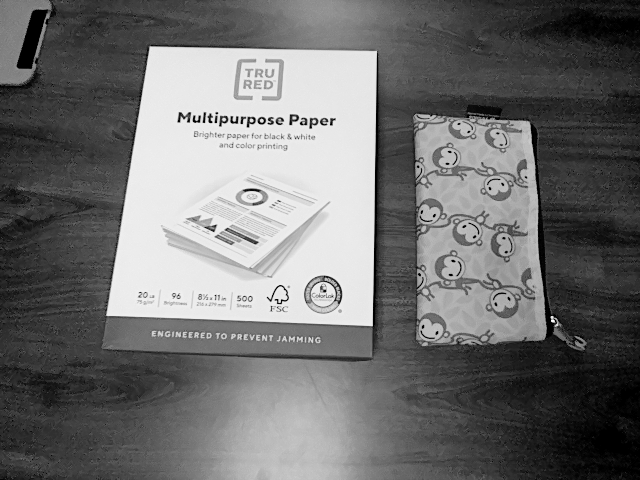 TRU
RED
Multipurpose Paper
Brighter paper for black & white
and color printing
20 LB
75 g/m²
96
Brightness
8½ x 11 in
216 x 279 mm
500
Sheets
FSC
ColorLok
ENGINEERED TO PREVENT JAMMING